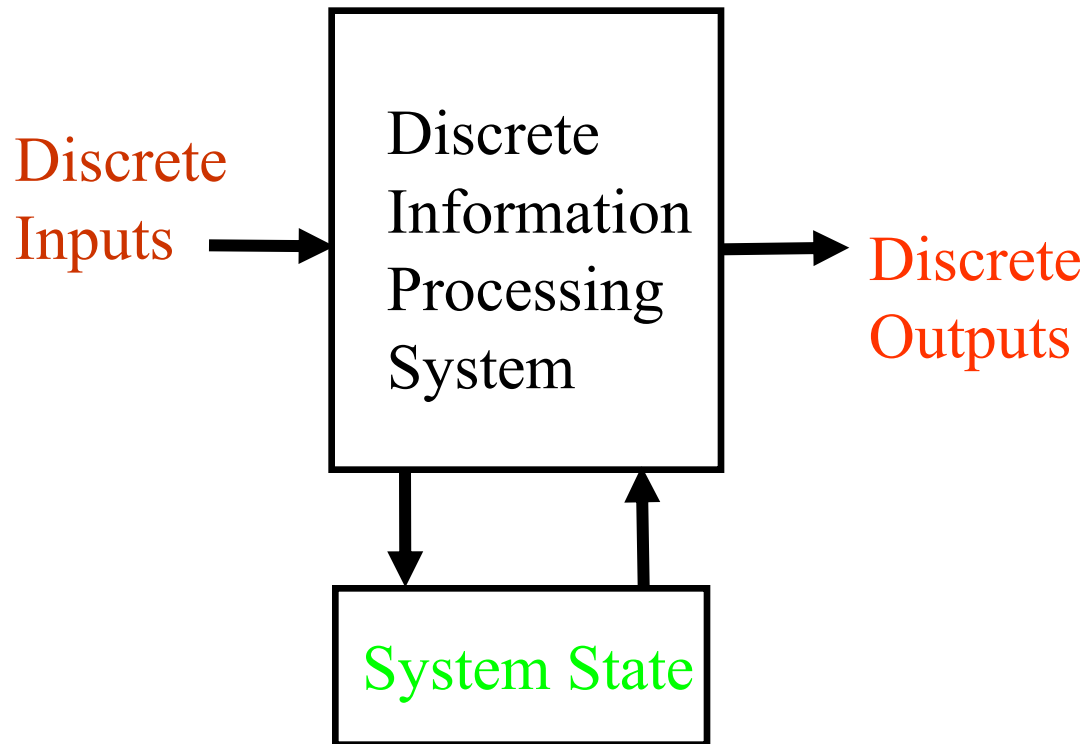 Discrete
Inputs
Discrete
Information
Processing
System
Discrete
Outputs
System State